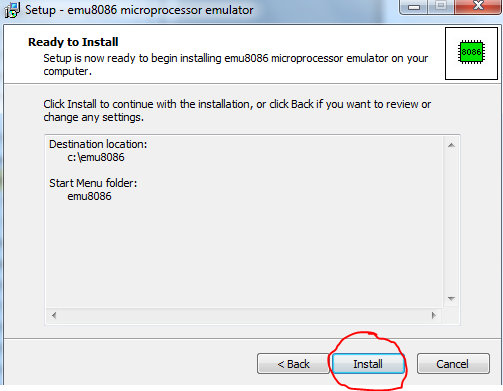 Setup - emu8086 microprocessor emulator
Ready to Install
Setup is now ready to begin installing emu8086 microprocessor emulator on your
computer.
8086
Click Install to continue with the installation, or click Back if you want to review or
change any settings.
Destination location:
c:\emu8086
Start Menu folder:
emu8086
< Back
Install
Cancel